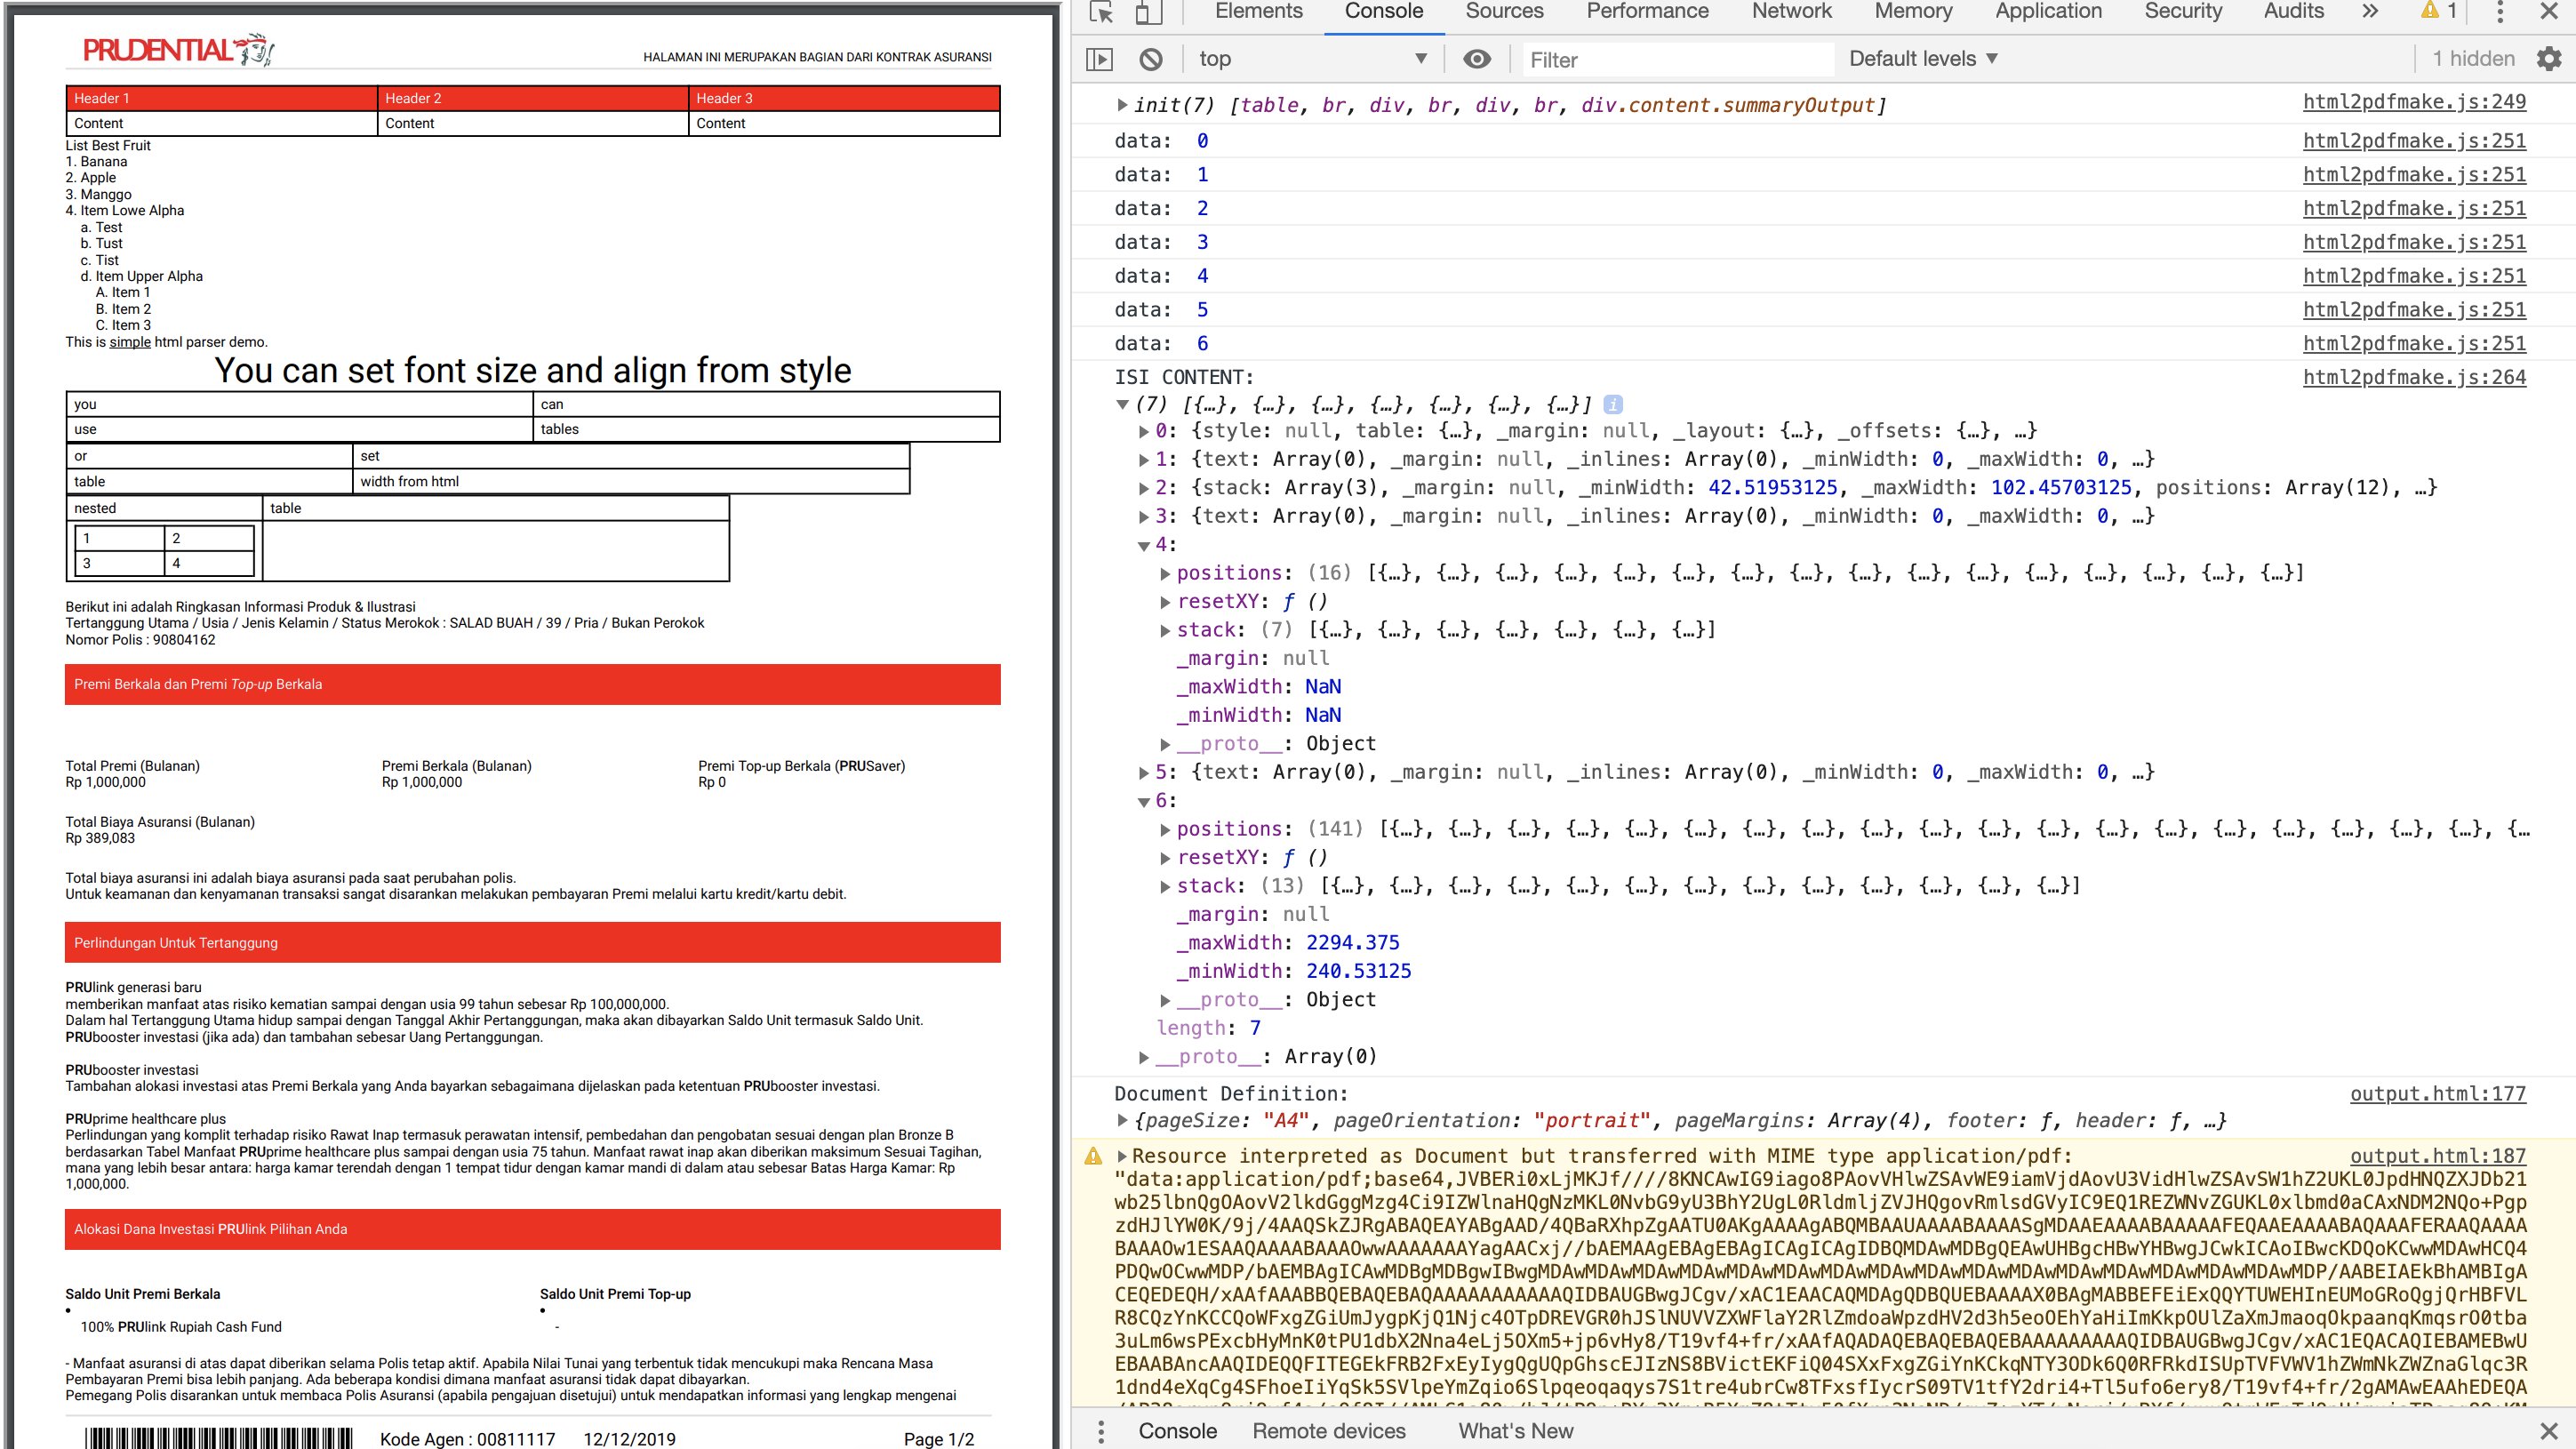 PRUDENTIAL
HALAMAN INI MERUPAKAN BAGIAN DARI KONTRAK ASURANSI
Header 1 Header 2 Header 3
Content Content Content
List Best Fruit
1. Banana
2. Apple
3. Manggo
4. Item Lowe Alpha
a. Test
b. Tust
c. Tist
d. Item Upper Alpha
A. Item 1
B. Item 2
C. Item 3
This is simple html parser demo.
You can set font size and align from style
you can
use tables
or set
table width from html
nested table
1 2
3 4
Berikut ini adalah Ringkasan Informasi Produk & Ilustrasi
Tertanggung Utama / Usia / Jenis Kelamin / Status Merokok : SALAD BUAH / 39 / Pria / Bukan Perokok
Nomor Polis : 90804162
Premi Berkala dan Premi Top-up Berkala
Total Premi (Bulanan) Premi Berkala (Bulanan) Premi Top-up Berkala (PRUSaver)
Rp 1,000,000 Rp 1,000,000 Rp 0
Total Biaya Asuransi (Bulanan)
Rp 389,083
Total biaya asuransi ini adalah biaya asuransi pada saat perubahan polis.
Untuk keamanan dan kenyamanan transaksi sangat disarankan melakukan pembayaran Premi melalui kartu kredit/kartu debit.
Perlindungan Untuk Tertanggung
PRUlink generasi baru
memberikan manfaat atas risiko kematian sampai dengan usia 99 tahun sebesar Rp 100,000,000.
Dalam hal Tertanggung Utama hidup sampai dengan Tanggal Akhir Pertanggungan, maka akan dibayarkan Saldo Unit termasuk Saldo Unit.
PRUbooster investasi (jika ada) dan tambahan sebesar Uang Pertanggungan.
PRUbooster investasi
Tambahan alokasi investasi atas Premi Berkala yang Anda bayarkan sebagaimana dijelaskan pada ketentuan PRUbooster investasi.
PRUprime healthcare plus
Perlindungan yang komplit terhadap risiko Rawat Inap termasuk perawatan intensif, pembedahan dan pengobatan sesuai dengan plan Bronze B
berdasarkan Tabel Manfaat PRUprime healthcare plus sampai dengan usia 75 tahun. Manfaat rawat inap akan diberikan maksimum Sesuai Tagihan,
mana yang lebih besar antara: harga kamar terendah dengan 1 tempat tidur dengan kamar mandi di dalam atau sebesar Batas Harga Kamar: Rp
1,000,000.
Alokasi Dana Investasi PRUlink Pilihan Anda
Saldo Unit Premi Berkala Saldo Unit Premi Top-up
• •
100% PRUlink Rupiah Cash Fund -
- Manfaat asuransi di atas dapat diberikan selama Polis tetap aktif. Apabila Nilai Tunai yang terbentuk tidak mencukupi maka Rencana Masa
Pembayaran Premi bisa lebih panjang. Ada beberapa kondisi dimana manfaat asuransi tidak dapat dibayarkan.
Pemegang Polis disarankan untuk membaca Polis Asuransi (apabila pengajuan disetujui) untuk mendapatkan informasi yang lengkap mengenai
Kode Agen : 00811117 12/12/2019 Page 1/2
Elements Console Sources Performance Network Memory Application Security Audits » 1
top Filter Default levels 1 hidden
init(7) [table, br, div, br, div, br, div.content.summaryOutput] html2pdfmake.js:249
data: 0 html2pdfmake.js:251
data: 1 html2pdfmake.js:251
data: 2 html2pdfmake.js:251
data: 3 html2pdfmake.js:251
data: 4 html2pdfmake.js:251
data: 5 html2pdfmake.js:251
data: 6 html2pdfmake.js:251
ISI CONTENT: html2pdfmake.js:264
(7) [{…}, {…}, {…}, {…}, {…}, {…}, {…}] i
0: {style: null, table: {…}, _margin: null, _layout: {…}, _offsets: {…}, …}
1: {text: Array(0), _margin: null, _inlines: Array(0), _minWidth: 0, _maxWidth: 0, …}
2: {stack: Array(3), _margin: null, _minWidth: 42.51953125, _maxWidth: 102.45703125, positions: Array(12), …}
3: {text: Array(0), _margin: null, _inlines: Array(0), _minWidth: 0, _maxWidth: 0, …}
4:
positions: (16) [{…}, {…}, {…}, {…}, {…}, {…}, {…}, {…}, {…}, {…}, {…}, {…}, {…}, {…}, {…}, {…}]
resetXY: ƒ ()
stack: (7) [{…}, {…}, {…}, {…}, {…}, {…}, {…}]
_margin: null
_maxWidth: NaN
_minWidth: NaN
__proto__: Object
5: {text: Array(0), _margin: null, _inlines: Array(0), _minWidth: 0, _maxWidth: 0, …}
6:
positions: (141) [{…}, {…}, {…}, {…}, {…}, {…}, {…}, {…}, {…}, {…}, {…}, {…}, {…}, {…}, {…}, {…}, {…}, {…}, {…}, {…
resetXY: ƒ ()
stack: (13) [{…}, {…}, {…}, {…}, {…}, {…}, {…}, {…}, {…}, {…}, {…}, {…}, {…}]
_margin: null
_maxWidth: 2294.375
_minWidth: 240.53125
__proto__: Object
length: 7
__proto__: Array(0)
Document Definition: output.html:177
{pageSize: "A4", pageOrientation: "portrait", pageMargins: Array(4), footer: ƒ, header: ƒ, …}
Resource interpreted as Document but transferred with MIME type application/pdf: output.html:187
Console Remote devices What's New